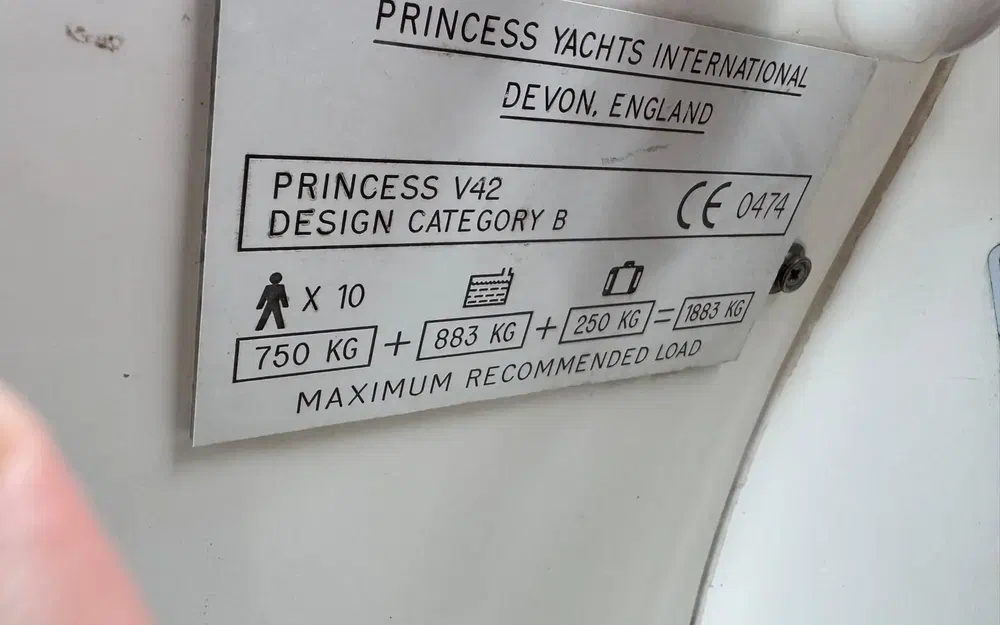 PRINCESS YACHTS INTERNATIONAL
DEVON, ENGLAND
PRINCESS V42
DESIGN CATEGORY B
CE 0474
X 10
750 KG + 883 KG + 250 KG = 1883 KG
MAXIMUM RECOMMENDED LOAD